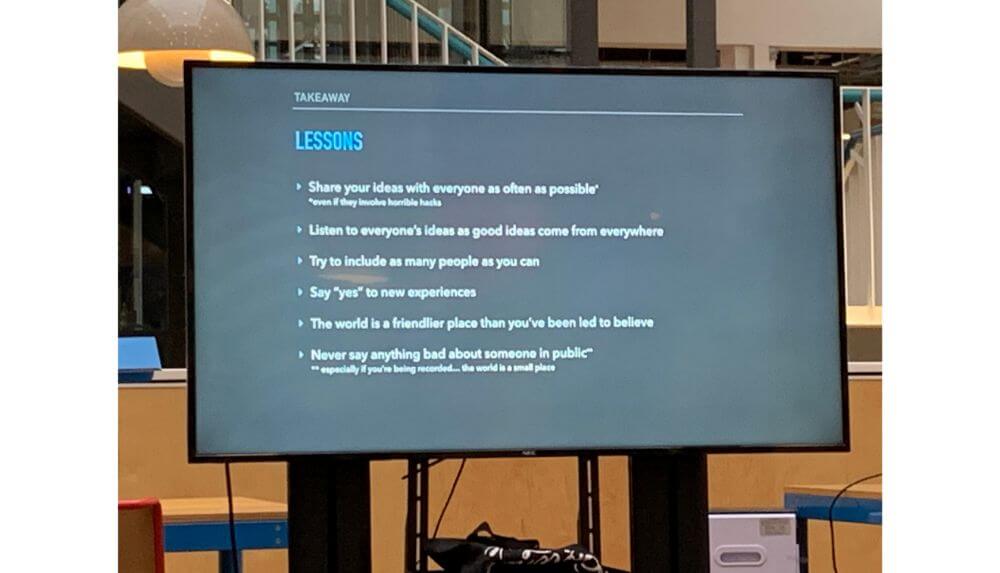 TAKEAWAY
LESSONS
Share your ideas with everyone as often as possible*
*even if they involve horrible hacks
Listen to everyone's ideas as good ideas come from everywhere
Try to include as many people as you can
Say "yes" to new experiences
The world is a friendlier place than you've been led to believe
Never say anything bad about someone in public**
** especially if you're being recorded... the world is a small place
NEC